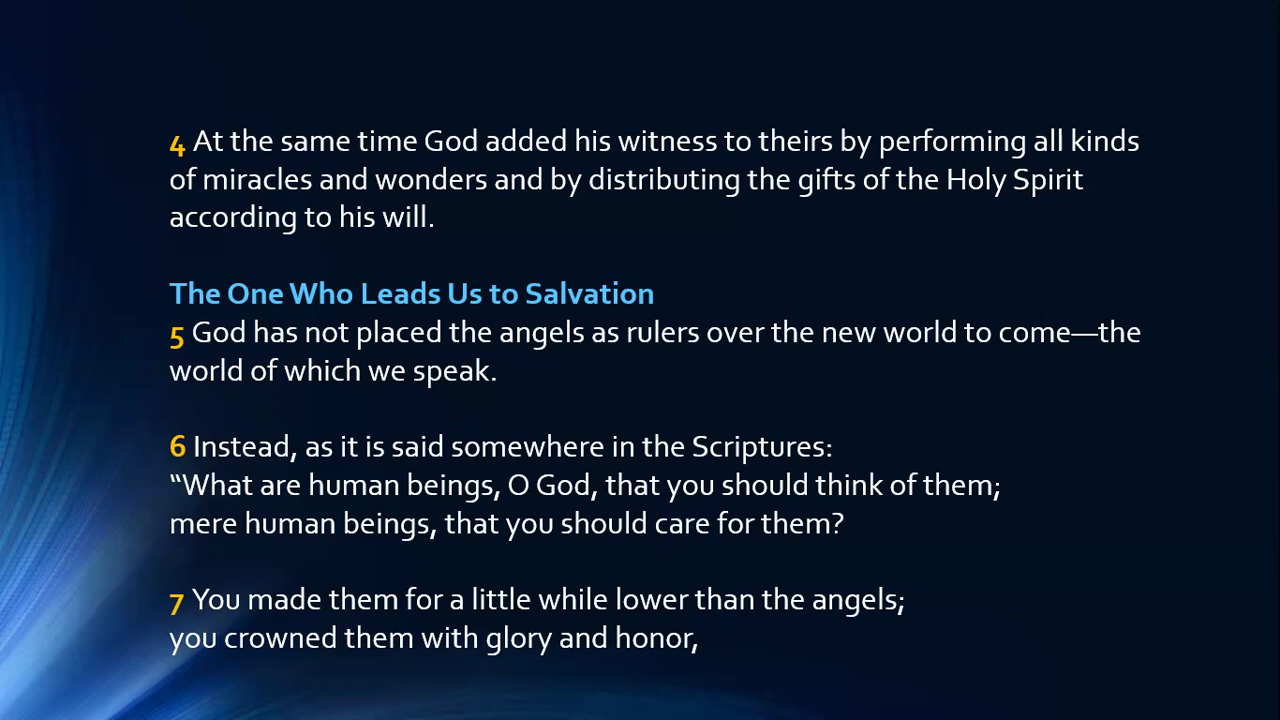 4 At the same time God added his witness to theirs by performing all kinds
of miracles and wonders and by distributing the gifts of the Holy Spirit
according to his will.
The One Who Leads Us to Salvation
5 God has not placed the angels as rulers over the new world to come—the
world of which we speak.
6 Instead, as it is said somewhere in the Scriptures:
“What are human beings, O God, that you should think of them;
mere human beings, that you should care for them?
7 You made them for a little while lower than the angels;
you crowned them with glory and honor,